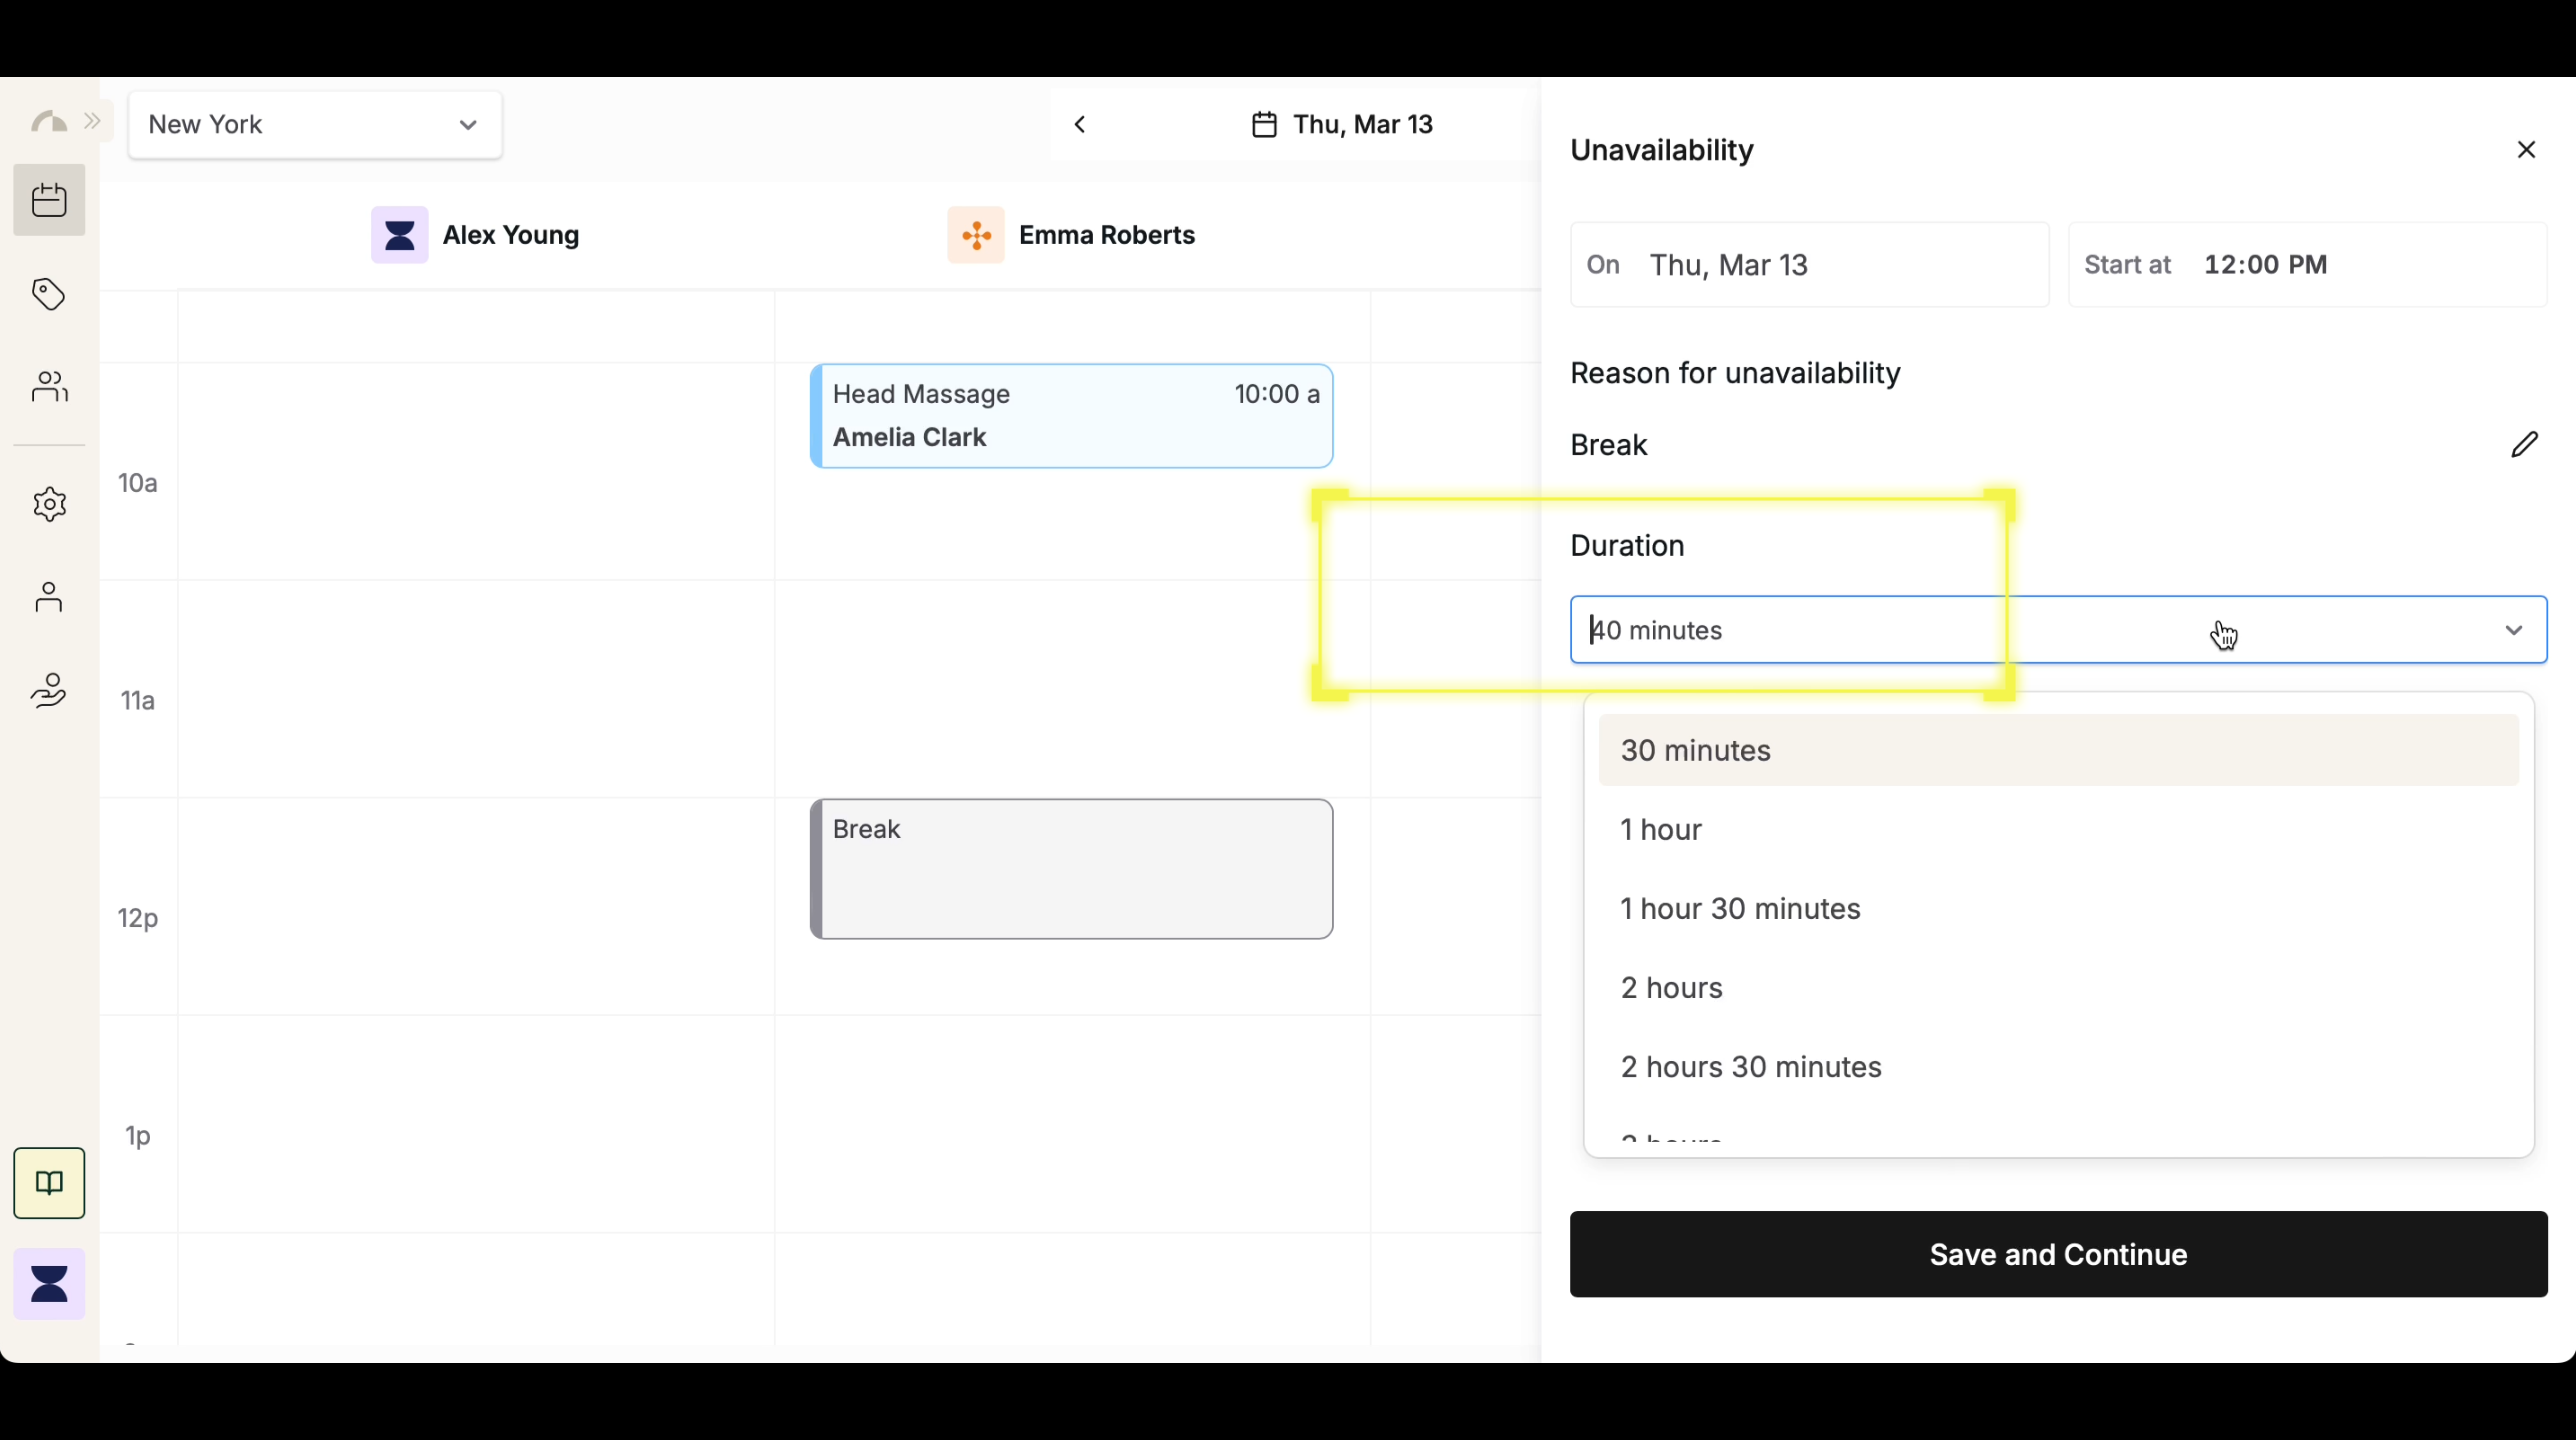 New York
Thu, Mar 13
Alex Young
Emma Roberts
Head Massage 10:00 a
Amelia Clark
10a
11a
Break
12p
1p
Unavailability
On Thu, Mar 13
Start at 12:00 PM
Reason for unavailability
Break
Duration
40 minutes
30 minutes
1 hour
1 hour 30 minutes
2 hours
2 hours 30 minutes
Save and Continue